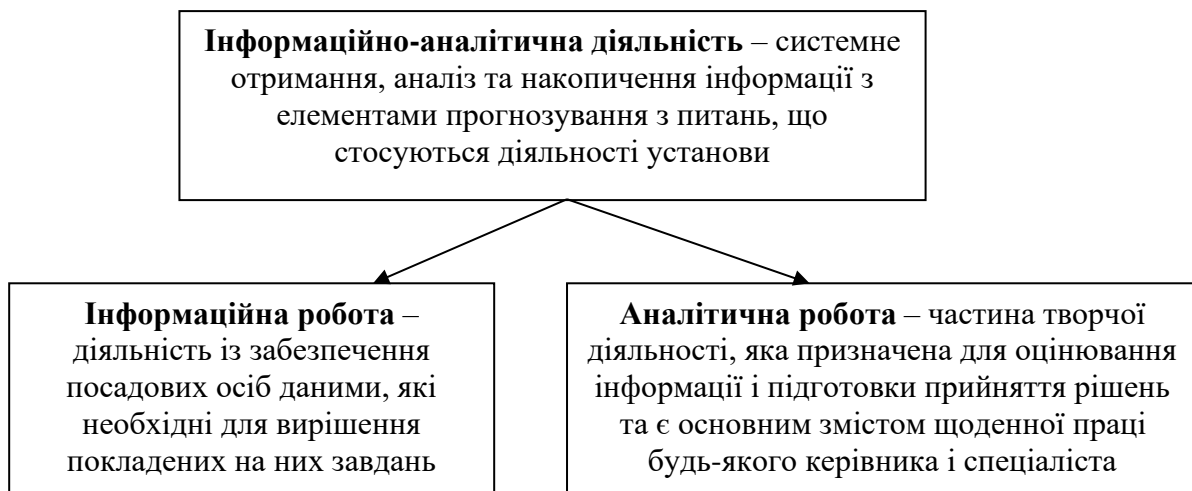 Інформаційно-аналітична діяльність – системне
отримання, аналіз та накопичення інформації з
елементами прогнозування з питань, що
стосуються діяльності установи
Інформаційна робота –
діяльність із забезпечення
посадових осіб даними, які
необхідні для вирішення
покладених на них завдань
Аналітична робота – частина творчої
діяльності, яка призначена для оцінювання
інформації і підготовки прийняття рішень
та є основним змістом щоденної праці
будь-якого керівника і спеціаліста